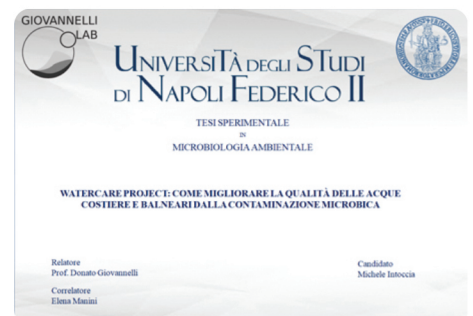 GIOVANNELLI
LAB
UNIVERSITÀ DEGLI STUDI
DI NAPOLI FEDERICO II
TESI SPERIMENTALE
IN
MICROBIOLOGIA AMBIENTALE
WATERCARE PROJECT: COME MIGLIORARE LA QUALITÀ DELLE ACQUE
COSTIERE E BALNEARI DALLA CONTAMINAZIONE MICROBICA
Relatore
Prof. Donato Giovannelli
Correlatore
Elena Manini
Candidato
Michele Intoccia